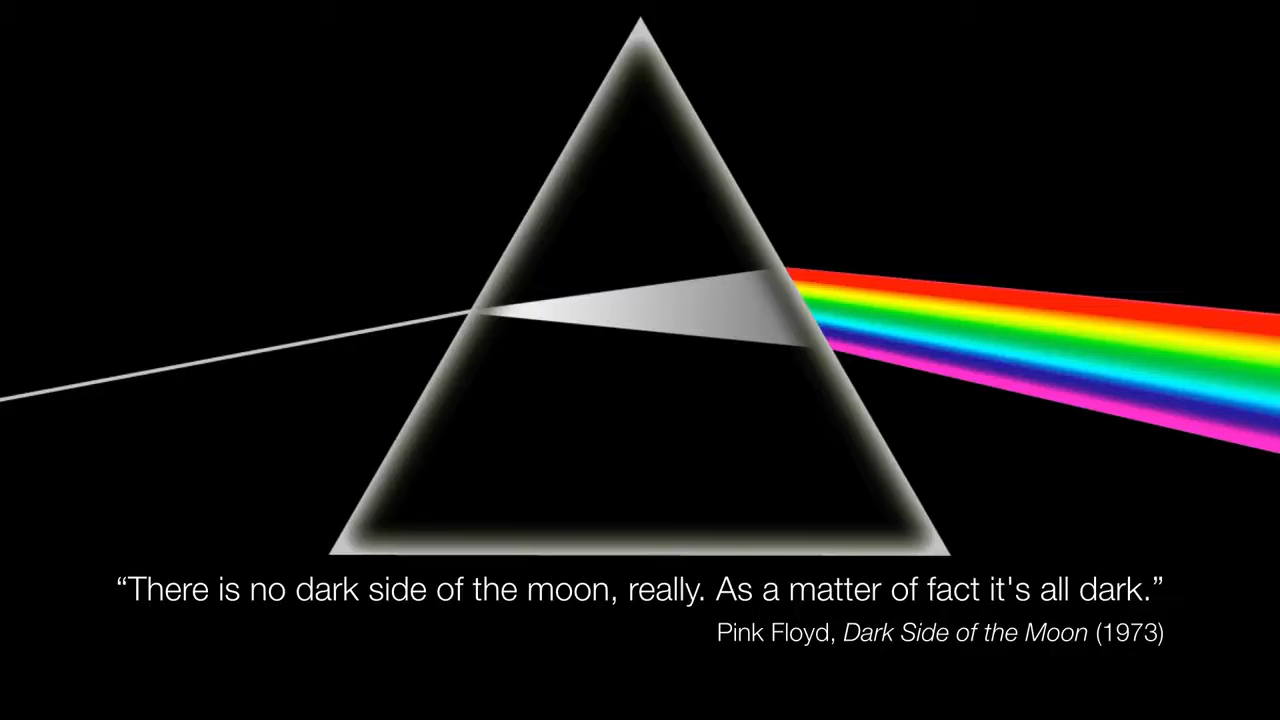 “There is no dark side of the moon, really. As a matter of fact it's all dark.”
Pink Floyd, Dark Side of the Moon (1973)